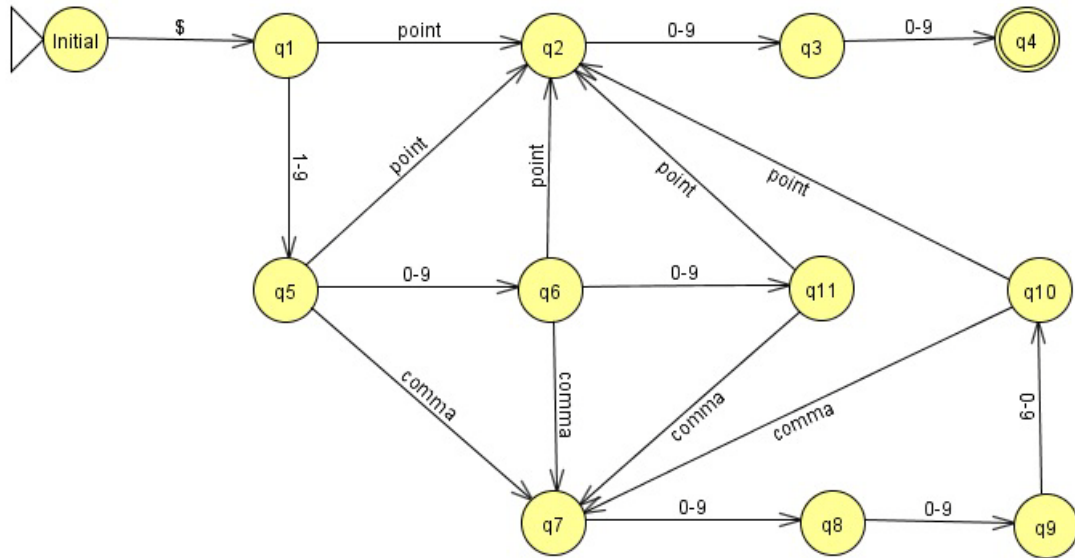 $
point
0-9
0-9
Initial
q1
q2
q3
q4
1-9
point
point
point
point
0-9
0-9
q5
q6
q11
q10
comma
comma
comma
comma
0-9
0-9
0-9
q7
q8
q9